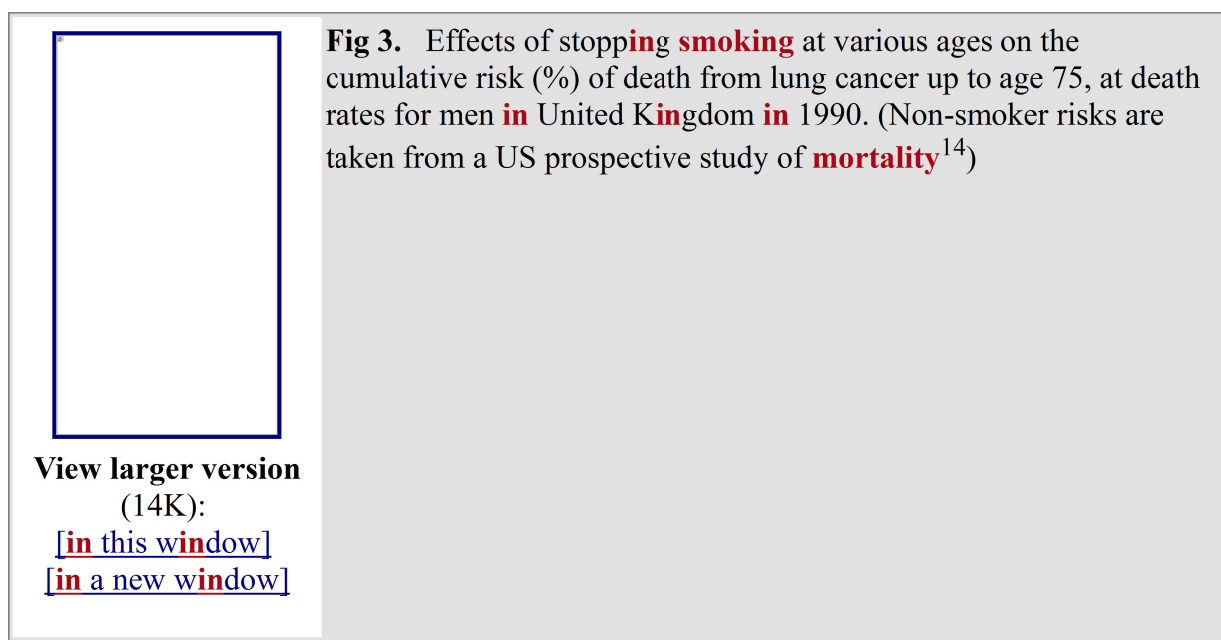 Fig 3. Effects of stopping smoking at various ages on the
cumulative risk (%) of death from lung cancer up to age 75, at death
rates for men in United Kingdom in 1990. (Non-smoker risks are
taken from a US prospective study of mortality14)
View larger version
(14K):
[in this window]
[in a new window]